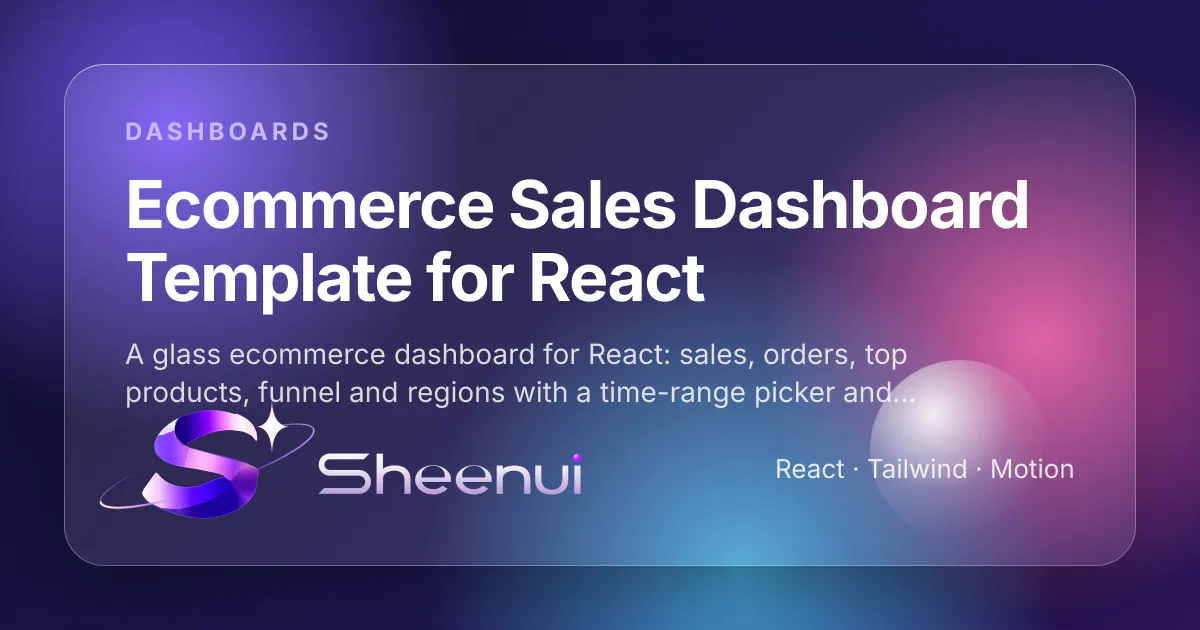 DASHBOARDS
Ecommerce Sales Dashboard
Template for React
A glass ecommerce dashboard for React: sales, orders, top
products, funnel and regions with a time-range picker and...
Sheenui
React · Tailwind · Motion